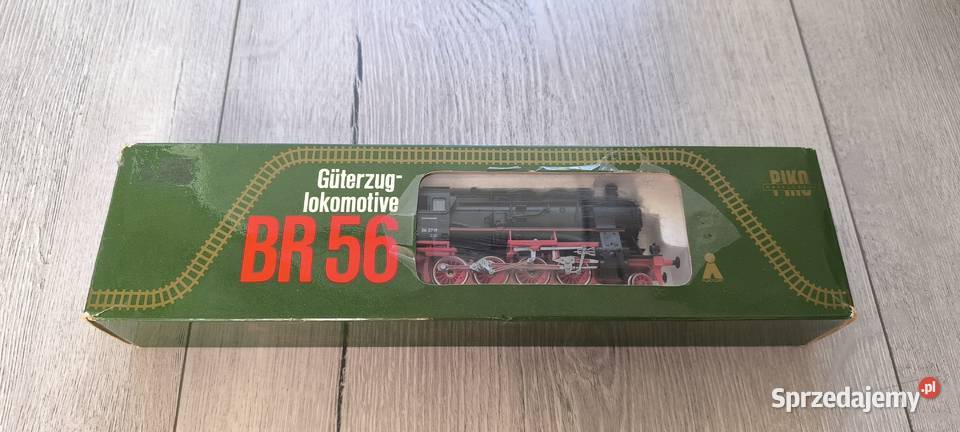 Güterzug-
lokomotive
BR 56
PIKO
Sprzedajemy.pl